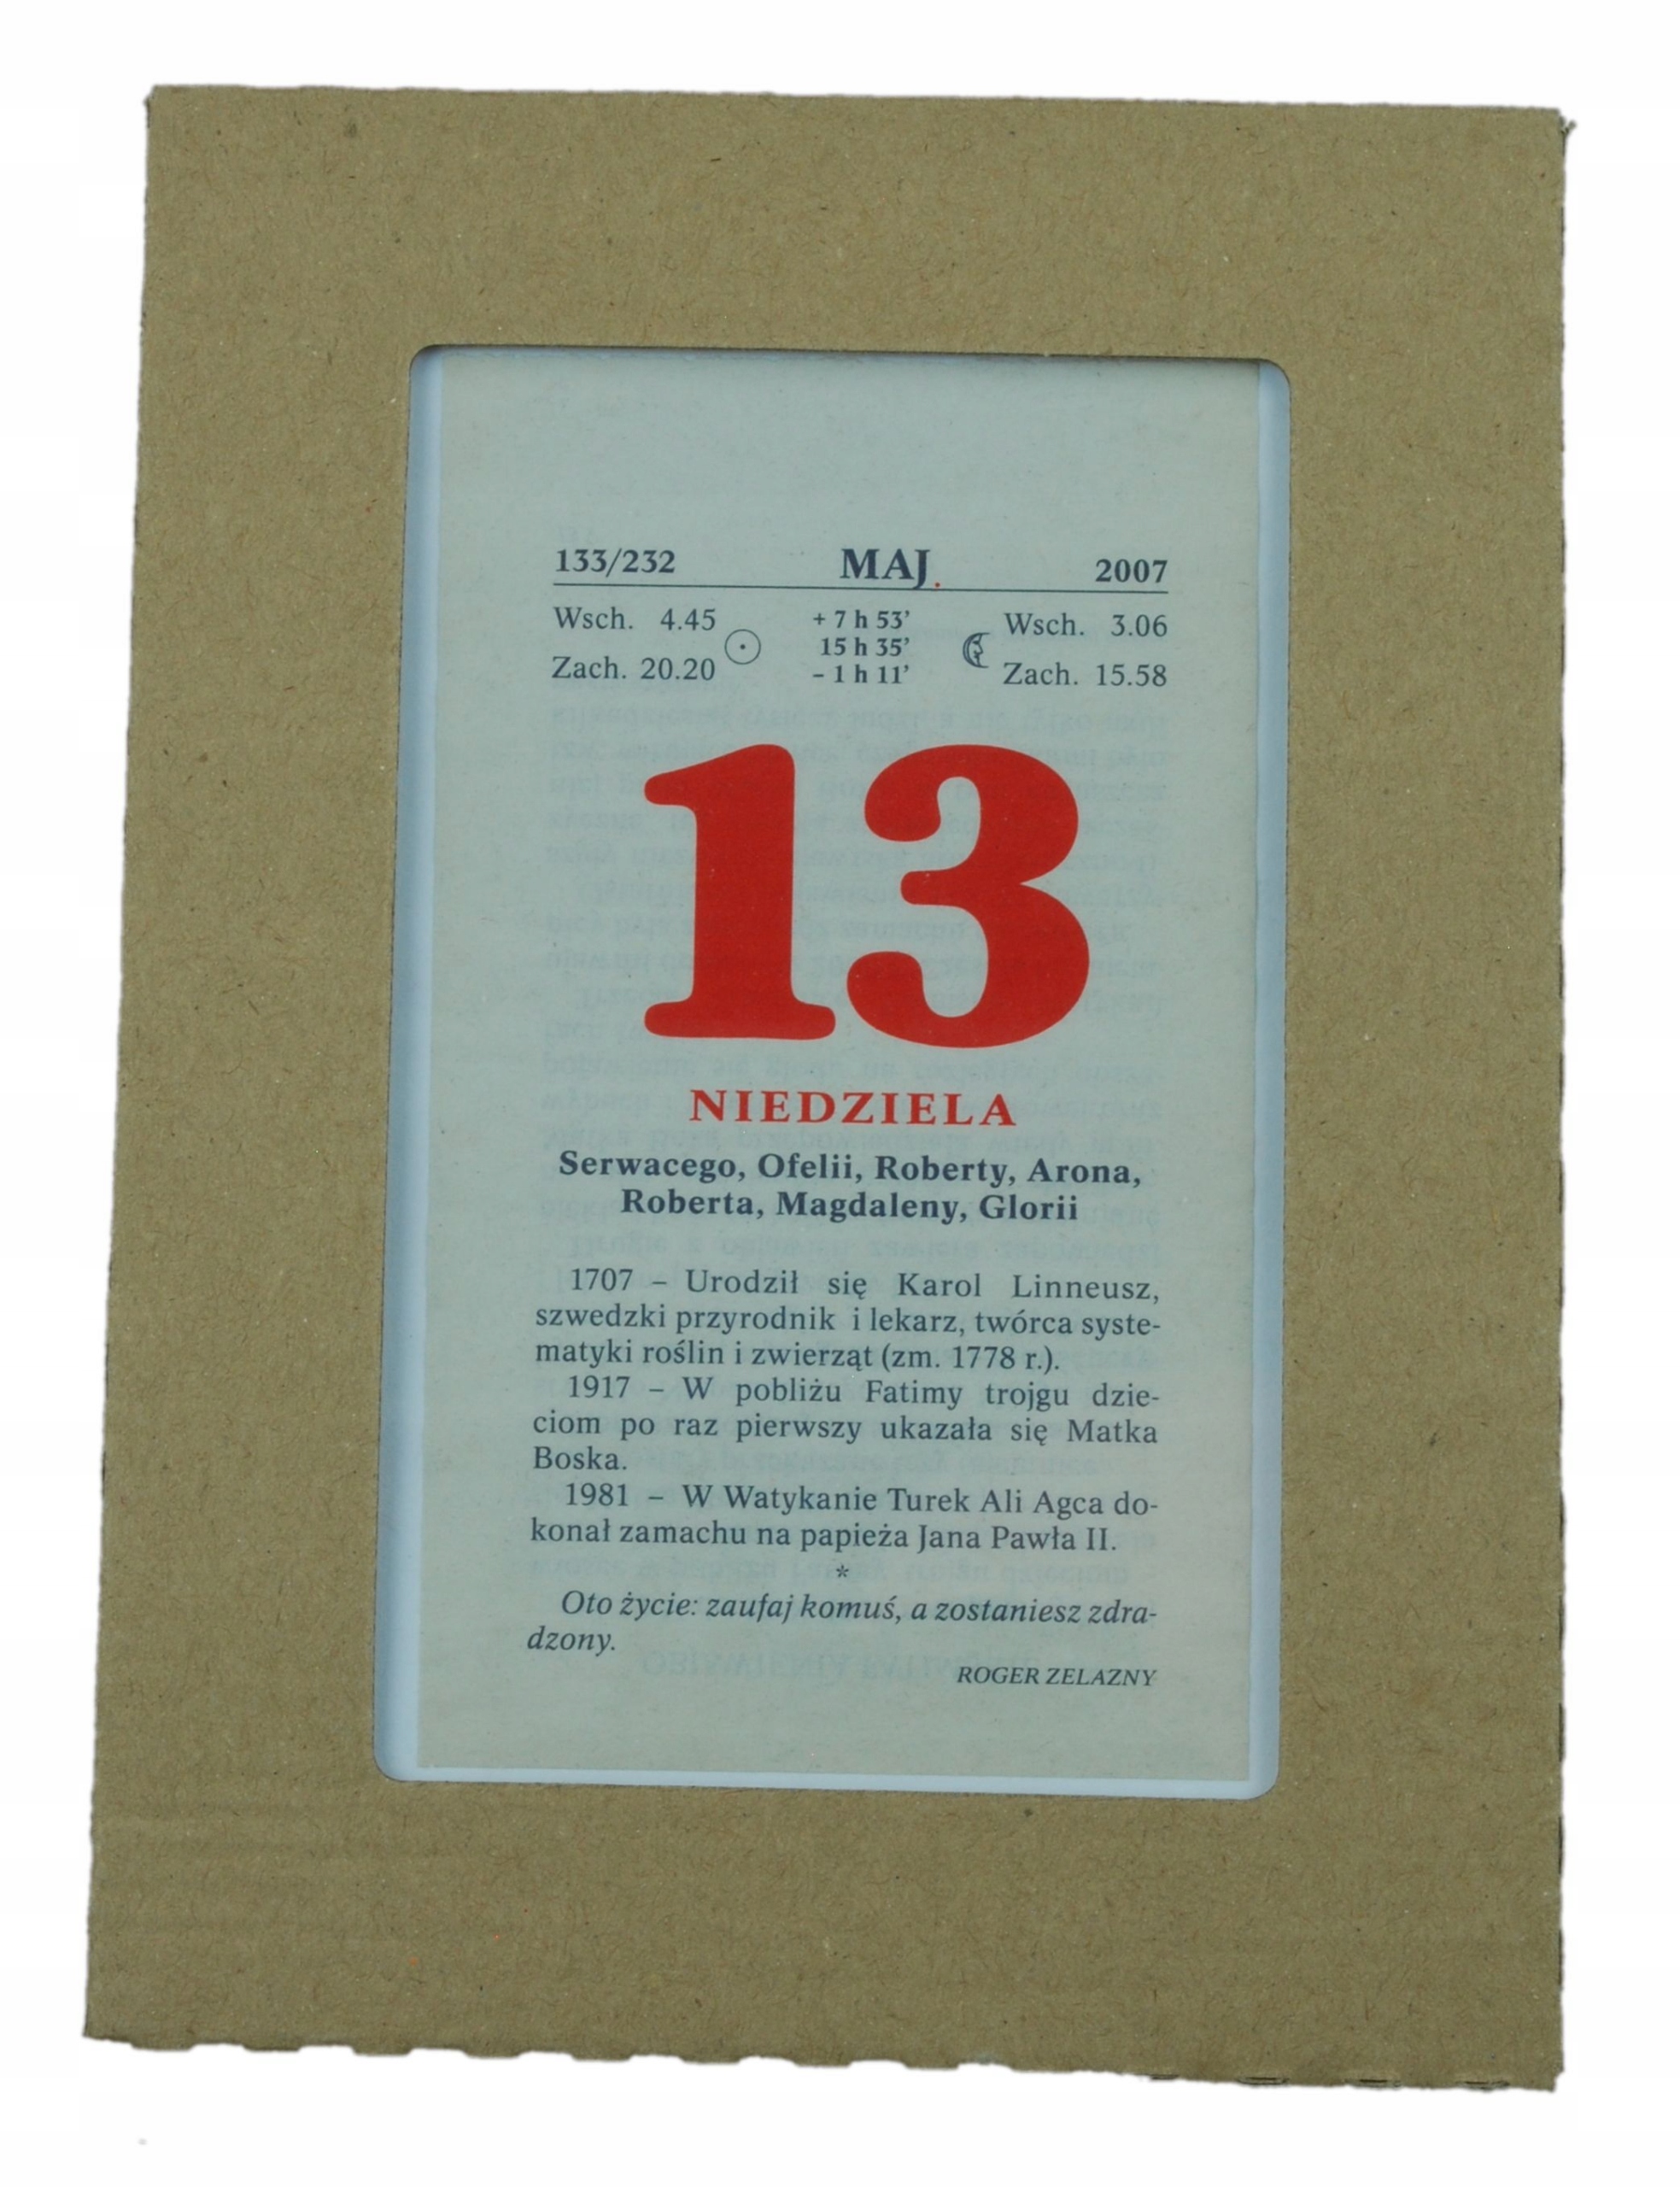 133/232 MAJ 2007
Wsch. 4.45 + 7 h 53’ Wsch. 3.06
15 h 35’
Zach. 20.20 – 1 h 11’ Zach. 15.58
13
NIEDZIELA
Serwacego, Ofelii, Roberty, Arona,
Roberta, Magdaleny, Glorii
1707 – Urodził się Karol Linneusz,
szwedzki przyrodnik i lekarz, twórca syste-
matyki roślin i zwierząt (zm. 1778 r.).
1917 – W pobliżu Fatimy trojgu dzie-
ciom po raz pierwszy ukazała się Matka
Boska.
1981 – W Watykanie Turek Ali Agca do-
konał zamachu na papieża Jana Pawła II.
*
Oto życie: zaufaj komuś, a zostaniesz zdra-
dzony.
ROGER ZELAZNY